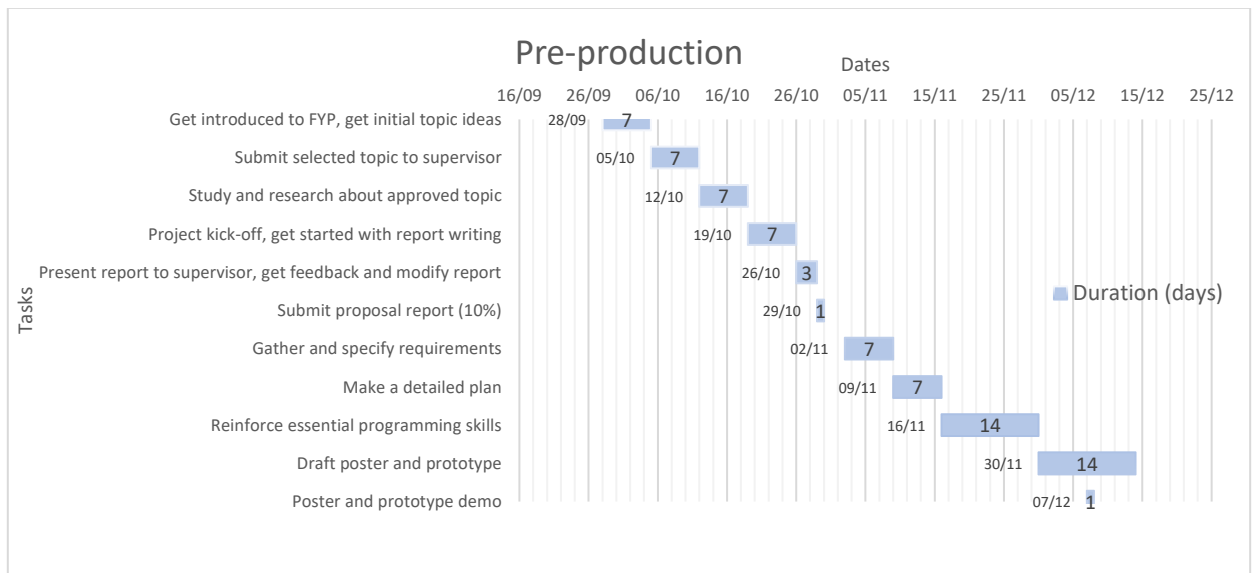 Pre-production
Dates
16/09 26/09 06/10 16/10 26/10 05/11 15/11 25/11 05/12 15/12 25/12
Tasks
Get introduced to FYP, get initial topic ideas 28/09 7
Submit selected topic to supervisor 05/10 7
Study and research about approved topic 12/10 7
Project kick-off, get started with report writing 19/10 7
Present report to supervisor, get feedback and modify report 26/10 3
Submit proposal report (10%) 29/10 1
Gather and specify requirements 02/11 7
Make a detailed plan 09/11 7
Reinforce essential programming skills 16/11 14
Draft poster and prototype 30/11 14
Poster and prototype demo 07/12 1
Duration (days)